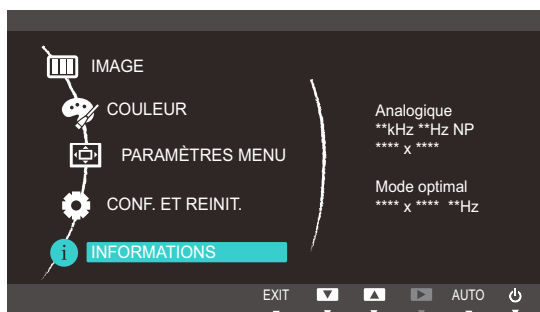 IMAGE
COULEUR
PARAMÈTRES MENU
CONF. ET REINIT.
i INFORMATIONS
Analogique
**kHz **Hz NP
**** x ****
Mode optimal
**** x **** **Hz
EXIT AUTO